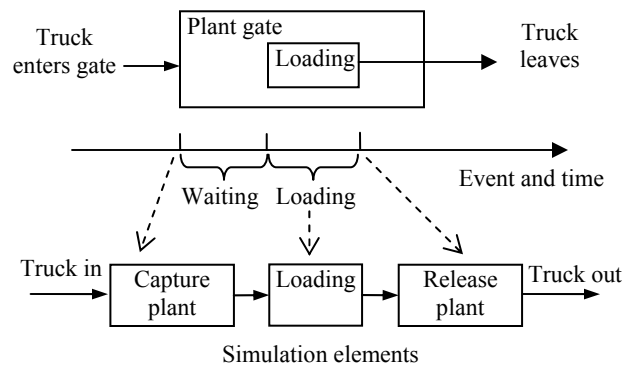 Truck
enters gate
Plant gate
Loading
Truck
leaves
Waiting
Loading
Event and time
Truck in
Capture
plant
Loading
Release
plant
Truck out
Simulation elements